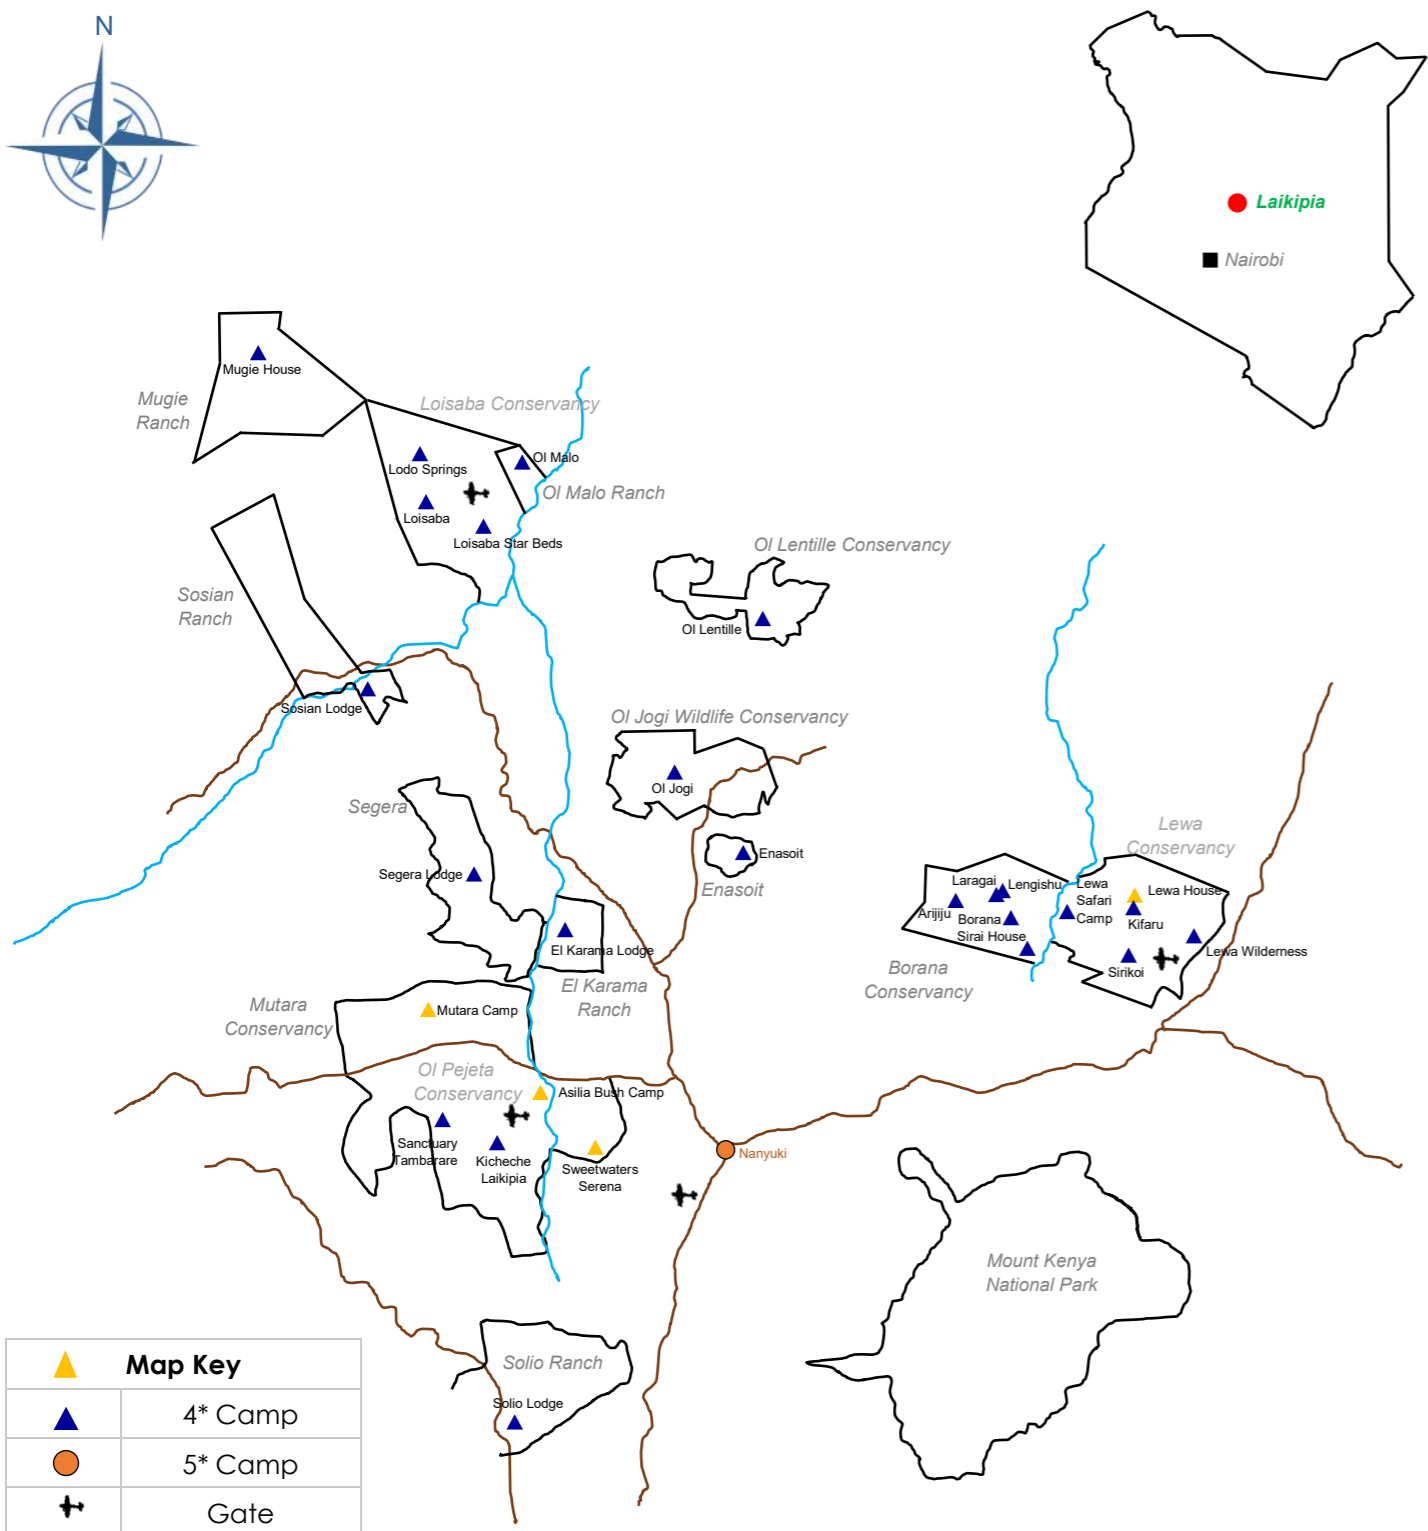 N
Laikipia
Nairobi
Mugie House
Mugie
Ranch
Loisaba Conservancy
Lodo Springs
Ol Malo
Ol Malo Ranch
Loisaba
Loisaba Star Beds
Ol Lentille Conservancy
Sosian
Ranch
Ol Lentille
Sosian Lodge
Ol Jogi Wildlife Conservancy
Ol Jogi
Segera
Segera Lodge
Enasoit
Enasoit
Lewa
Conservancy
Laragai
Lengishu
Lewa
Safari
Camp
Lewa House
Arijiju
Borana
Sirai House
Kifaru
Lewa Wilderness
Sirikoi
Borana
Conservancy
El Karama Lodge
El Karama
Ranch
Mutara
Conservancy
Mutara Camp
Ol Pejeta
Conservancy
Asilia Bush Camp
Sanctuary
Tambarare
Kicheche
Laikipia
Sweetwaters
Serena
Nanyuki
Mount Kenya
National Park
Solio Ranch
Solio Lodge
Map Key
4* Camp
5* Camp
Gate